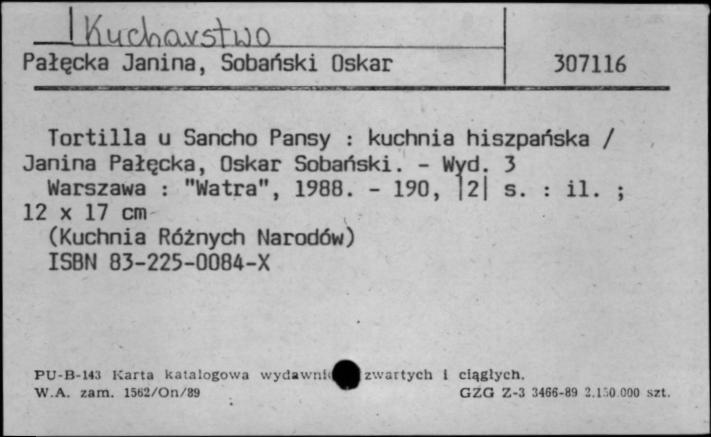 Kucharstwo
Pałęcka Janina, Sobański Oskar 307116
Tortilla u Sancho Pansy : kuchnia hiszpańska /
Janina Pałęcka, Oskar Sobański. - Wyd. 3
Warszawa : "Watra", 1988. - 190, |2| s. : il. ;
12 x 17 cm
(Kuchnia Różnych Narodów)
ISBN 83-225-0084-X
PU-B-143 Karta katalogowa zwartych i ciągłych.
W.A. zam. 1562/On/89 GZG Z-3 3466-89 2.150.000 szt.